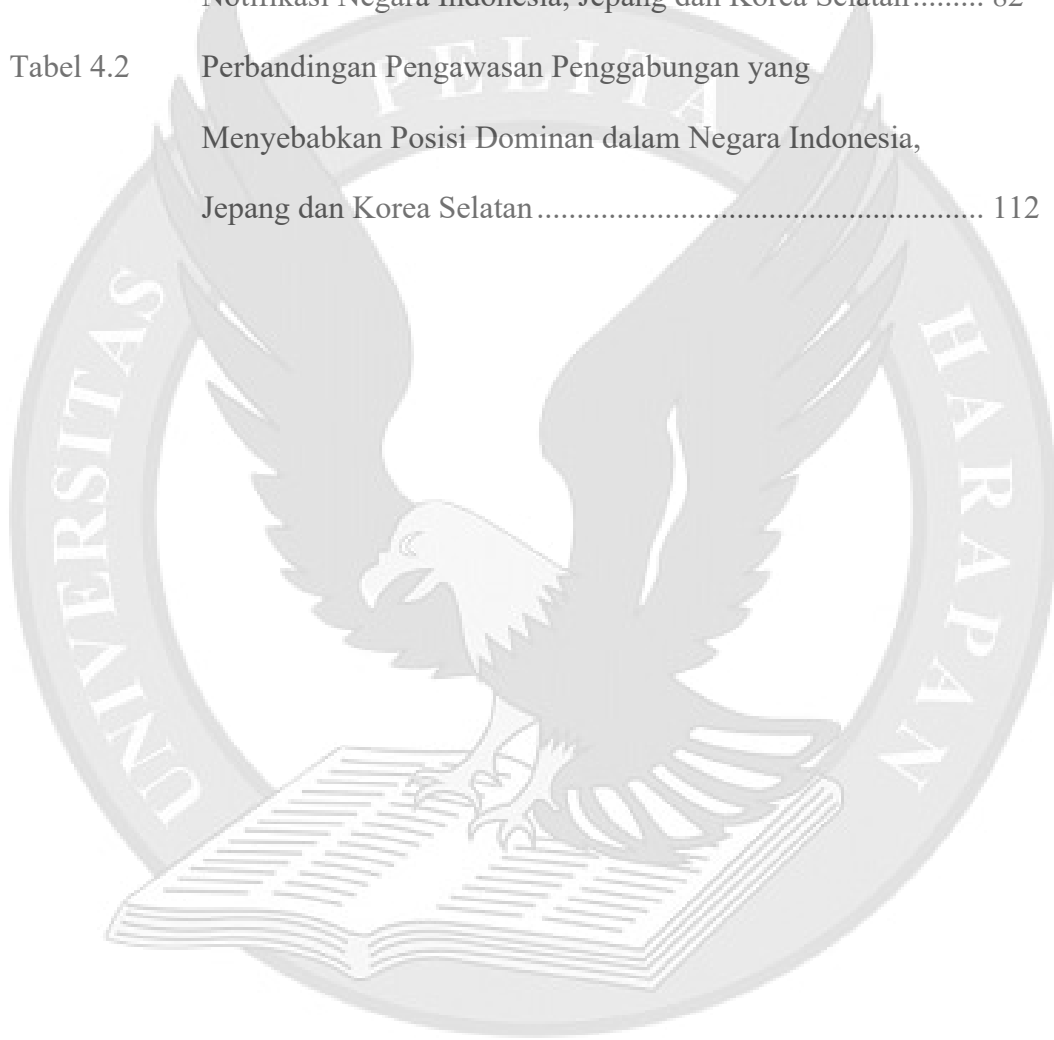 Notifikasi Negara Indonesia, Jepang dan Korea Selatan......... 82
Tabel 4.2 Perbandingan Pengawasan Penggabungan yang
Menyebabkan Posisi Dominan dalam Negara Indonesia,
Jepang dan Korea Selatan........................................................ 112
UNIVERSITAS
PELITA
HARAPAN